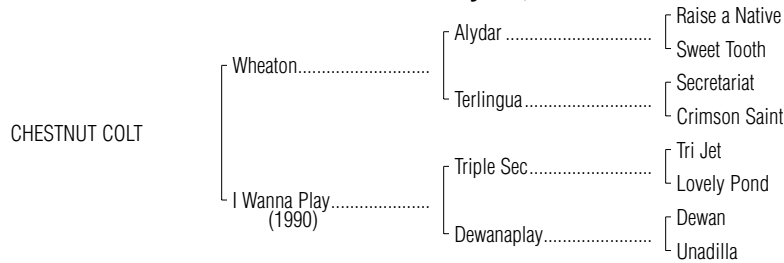 Raise a Native
Alydar ..............................
Sweet Tooth
Wheaton...........................
Secretariat
Terlingua..........................
Crimson Saint
CHESTNUT COLT
Tri Jet
Triple Sec.........................
Lovely Pond
I Wanna Play.....................
(1990)
Dewan
Dewanaplay......................
Unadilla